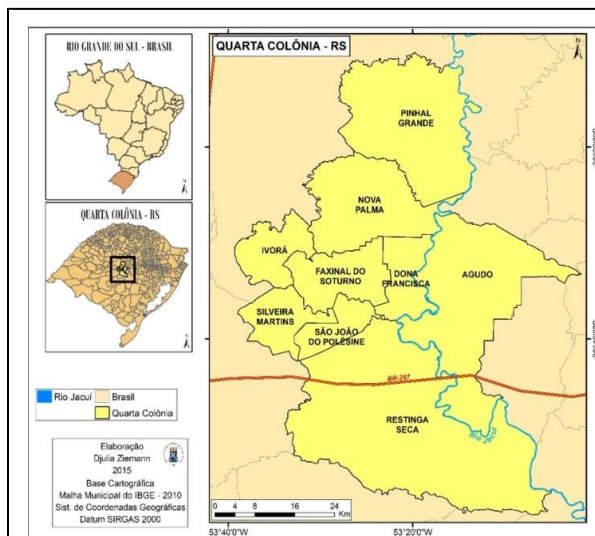 RIO GRANDE DO SUL - BRASIL
QUARTA COLÔNIA - RS
Rio Jacuí
Brasil
Quarta Colônia
Elaboração
Djulia Ziemann
2015
Base Cartográfica
Malha Municipal do IBGE - 2010
Sist. de Coordenadas Geográficas
Datum SIRGAS 2000
QUARTA COLÔNIA - RS
N
PINHAL
GRANDE
NOVA
PALMA
IVORÁ
FAXINAL DO
SOTURNO
DONA
FRANCISCA
AGUDO
SILVEIRA
MARTINS
SÃO JOÃO
DO POLÊSINE
BR-287
RESTINGA
SECA
Rio Jacuí
0 4 8 16 24
Km
53°40'W
53°20'W